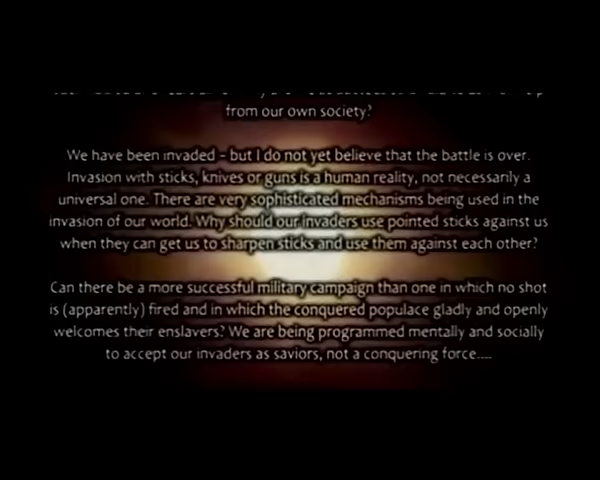 from our own society?
We have been invaded - but I do not yet believe that the battle is over.
Invasion with sticks, knives or guns is a human reality, not necessarily a
universal one. There are very sophisticated mechanisms being used in the
invasion of our world. Why should our invaders use pointed sticks against us
when they can get us to sharpen sticks and use them against each other?
Can there be a more successful military campaign than one in which no shot
is (apparently) fired and in which the conquered populace gladly and openly
welcomes their enslavers? We are being programmed mentally and socially
to accept our invaders as saviors, not a conquering force....